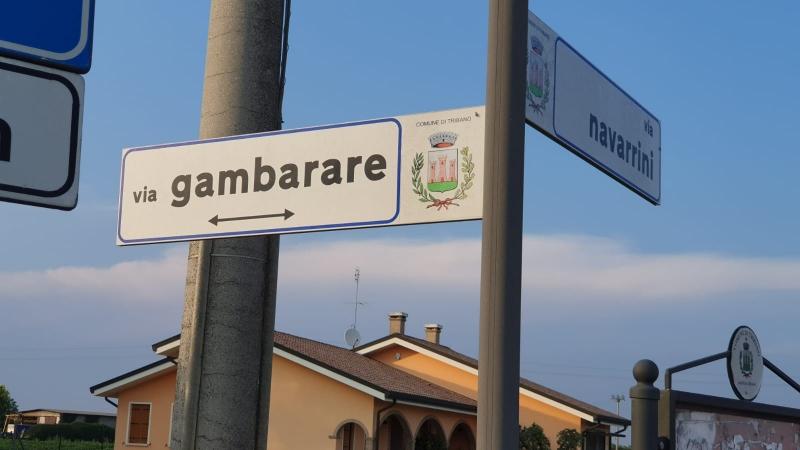 COMUNE DI TRIBANO
via gambarare
via
navarrini